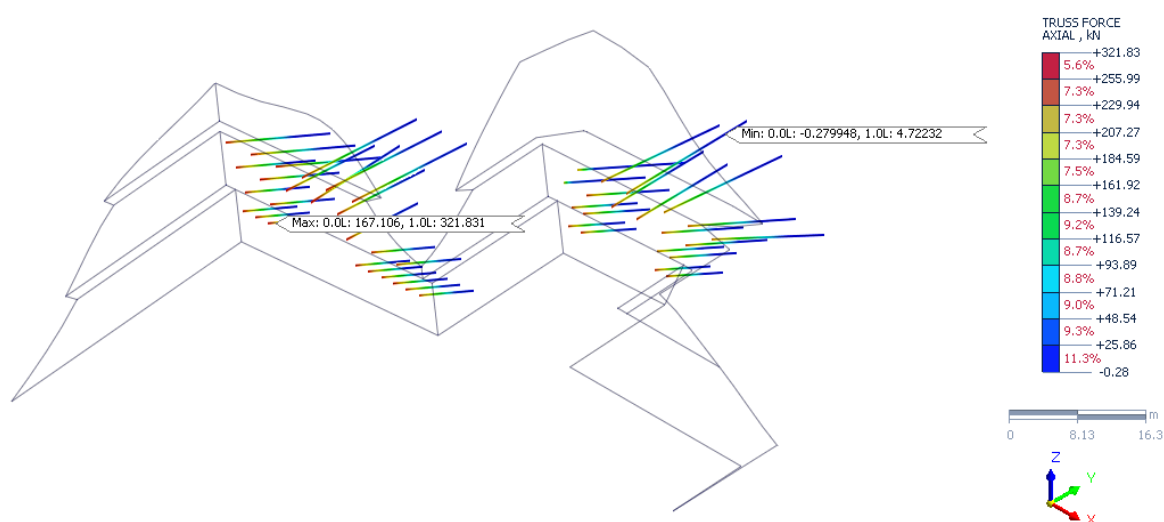 TRUSS FORCE
AXIAL , kN
+321.83
5.6%
+255.99
7.3%
+229.94
7.3%
+207.27
7.3%
+184.59
7.5%
+161.92
8.7%
+139.24
9.2%
+116.57
8.7%
+93.89
8.8%
+71.21
9.0%
+48.54
9.3%
+25.86
11.3%
-0.28
Min: 0.0L: -0.279948, 1.0L: 4.72232
Max: 0.0L: 167.106, 1.0L: 321.831
m
0 8.13 16.3
Z
Y
X